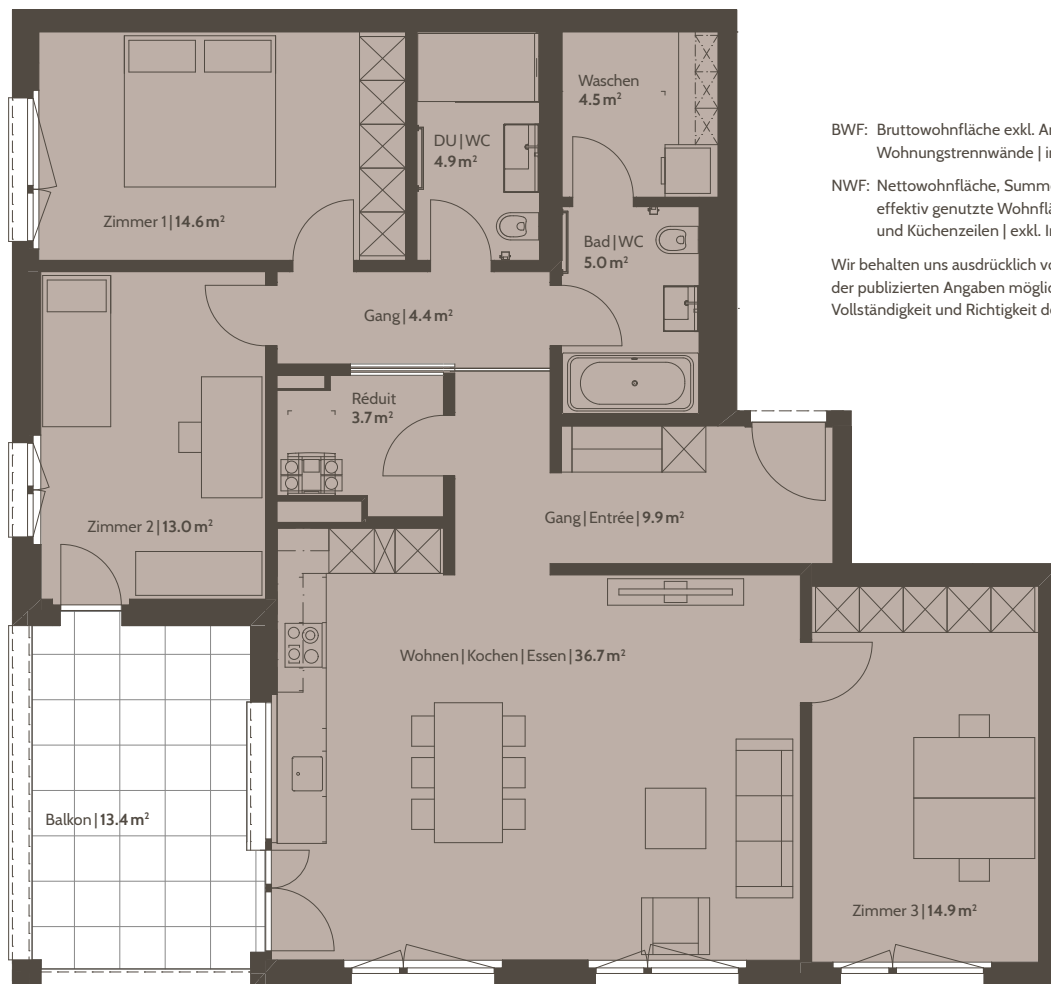 Waschen
4.5 m²
DU | WC
4.9 m²
Zimmer 1 | 14.6 m²
Bad | WC
5.0 m²
Gang | 4.4 m²
Réduit
3.7 m²
Zimmer 2 | 13.0 m²
Gang | Entrée | 9.9 m²
Wohnen | Kochen | Essen | 36.7 m²
Balkon | 13.4 m²
Zimmer 3 | 14.9 m²
BWF: Bruttowohnfläche exkl.
Wohnungstrennwände |
NWF: Nettowohnfläche,
effektiv genutzte
und Küchenzeilen | exkl.
Wir behalten uns ausdrücklich
der publizierten Angaben
Vollständigkeit und Richtigkeit